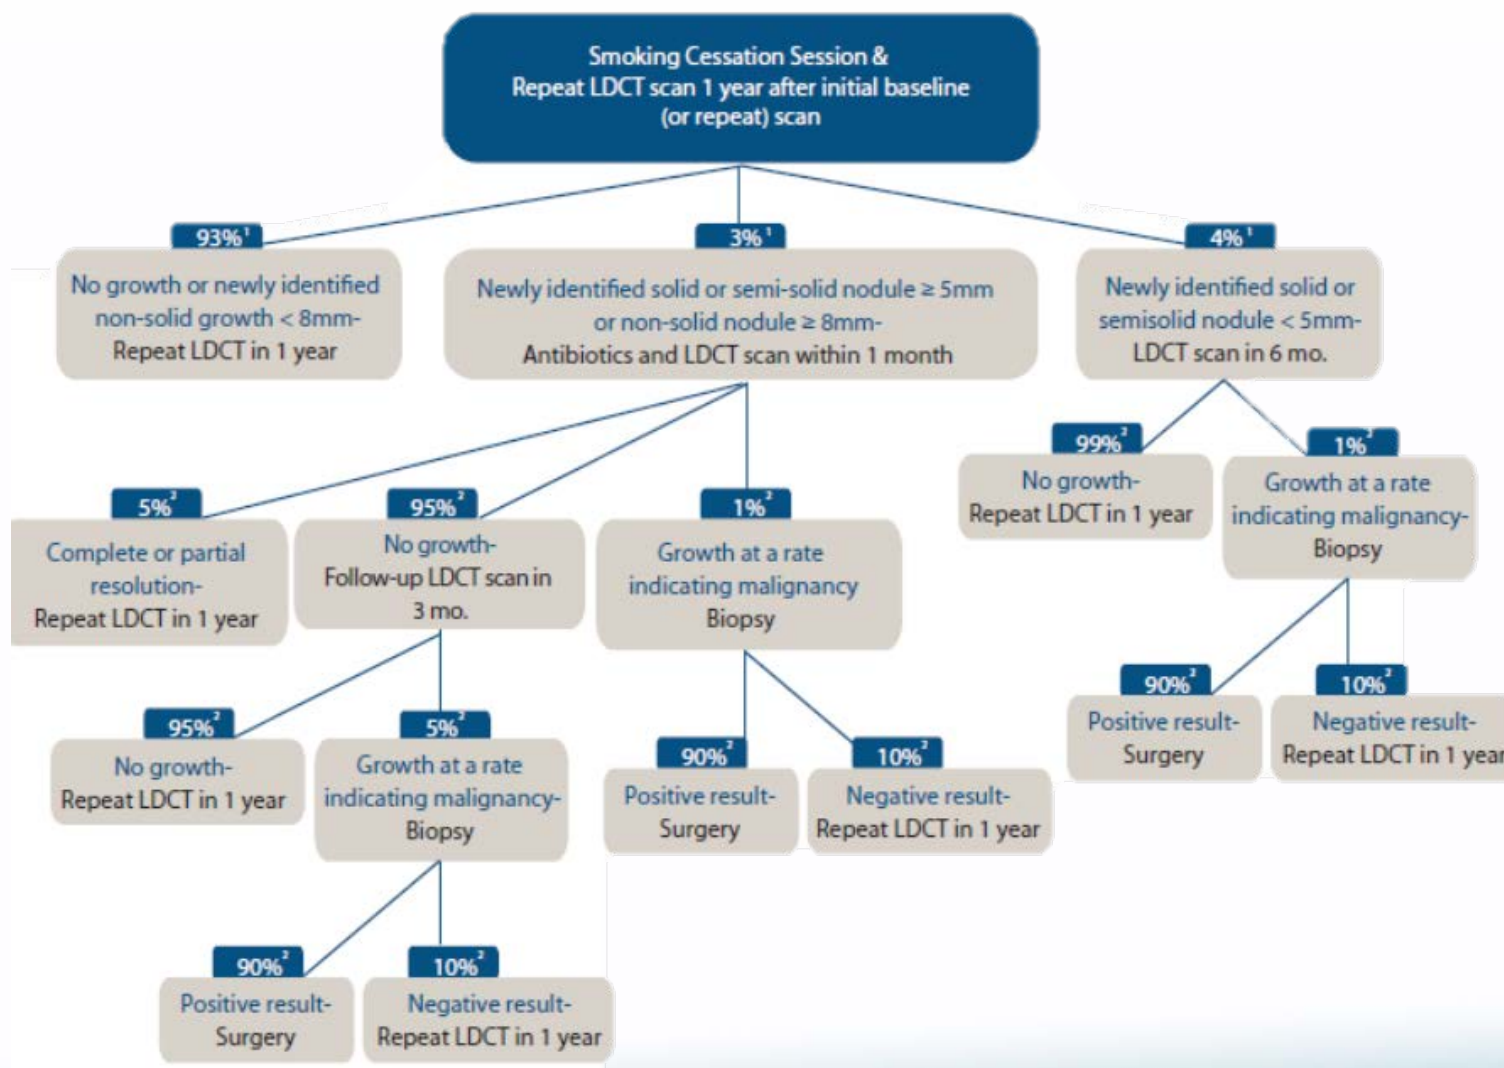 Smoking Cessation Session &
Repeat LDCT scan 1 year after initial baseline
(or repeat) scan
93%¹
No growth or newly identified
non-solid growth < 8mm-
Repeat LDCT in 1 year
3%¹
Newly identified solid or semi-solid nodule ≥ 5mm
or non-solid nodule ≥ 8mm-
Antibiotics and LDCT scan within 1 month
4%¹
Newly identified solid or
semisolid nodule < 5mm-
LDCT scan in 6 mo.
5%²
Complete or partial
resolution-
Repeat LDCT in 1 year
95%²
No growth-
Follow-up LDCT scan in
3 mo.
1%²
Growth at a rate
indicating malignancy
Biopsy
99%²
No growth-
Repeat LDCT in 1 year
1%²
Growth at a rate
indicating malignancy-
Biopsy
95%²
No growth-
Repeat LDCT in 1 year
5%²
Growth at a rate
indicating malignancy-
Biopsy
90%²
Positive result-
Surgery
10%²
Negative result-
Repeat LDCT in 1 year
90%²
Positive result-
Surgery
10%²
Negative result-
Repeat LDCT in 1 year
90%²
Positive result-
Surgery
10%²
Negative result-
Repeat LDCT in 1 year